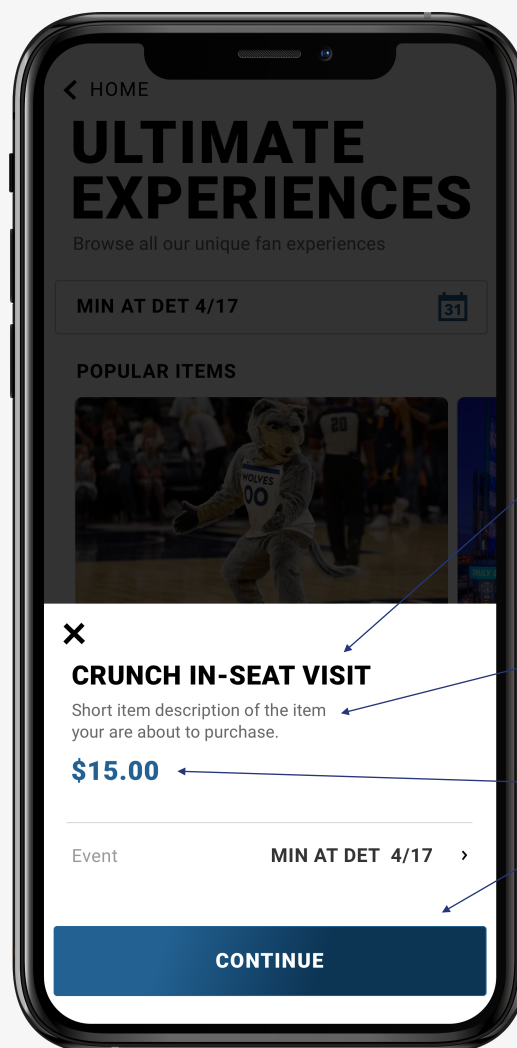 HOME
ULTIMATE
EXPERIENCES
Browse all our unique fan experiences
MIN AT DET 4/17
31
POPULAR ITEMS
20
WOLVES
00
CRUNCH IN-SEAT VISIT
Short item description of the item
your are about to purchase.
$15.00
Event MIN AT DET 4/17
CONTINUE